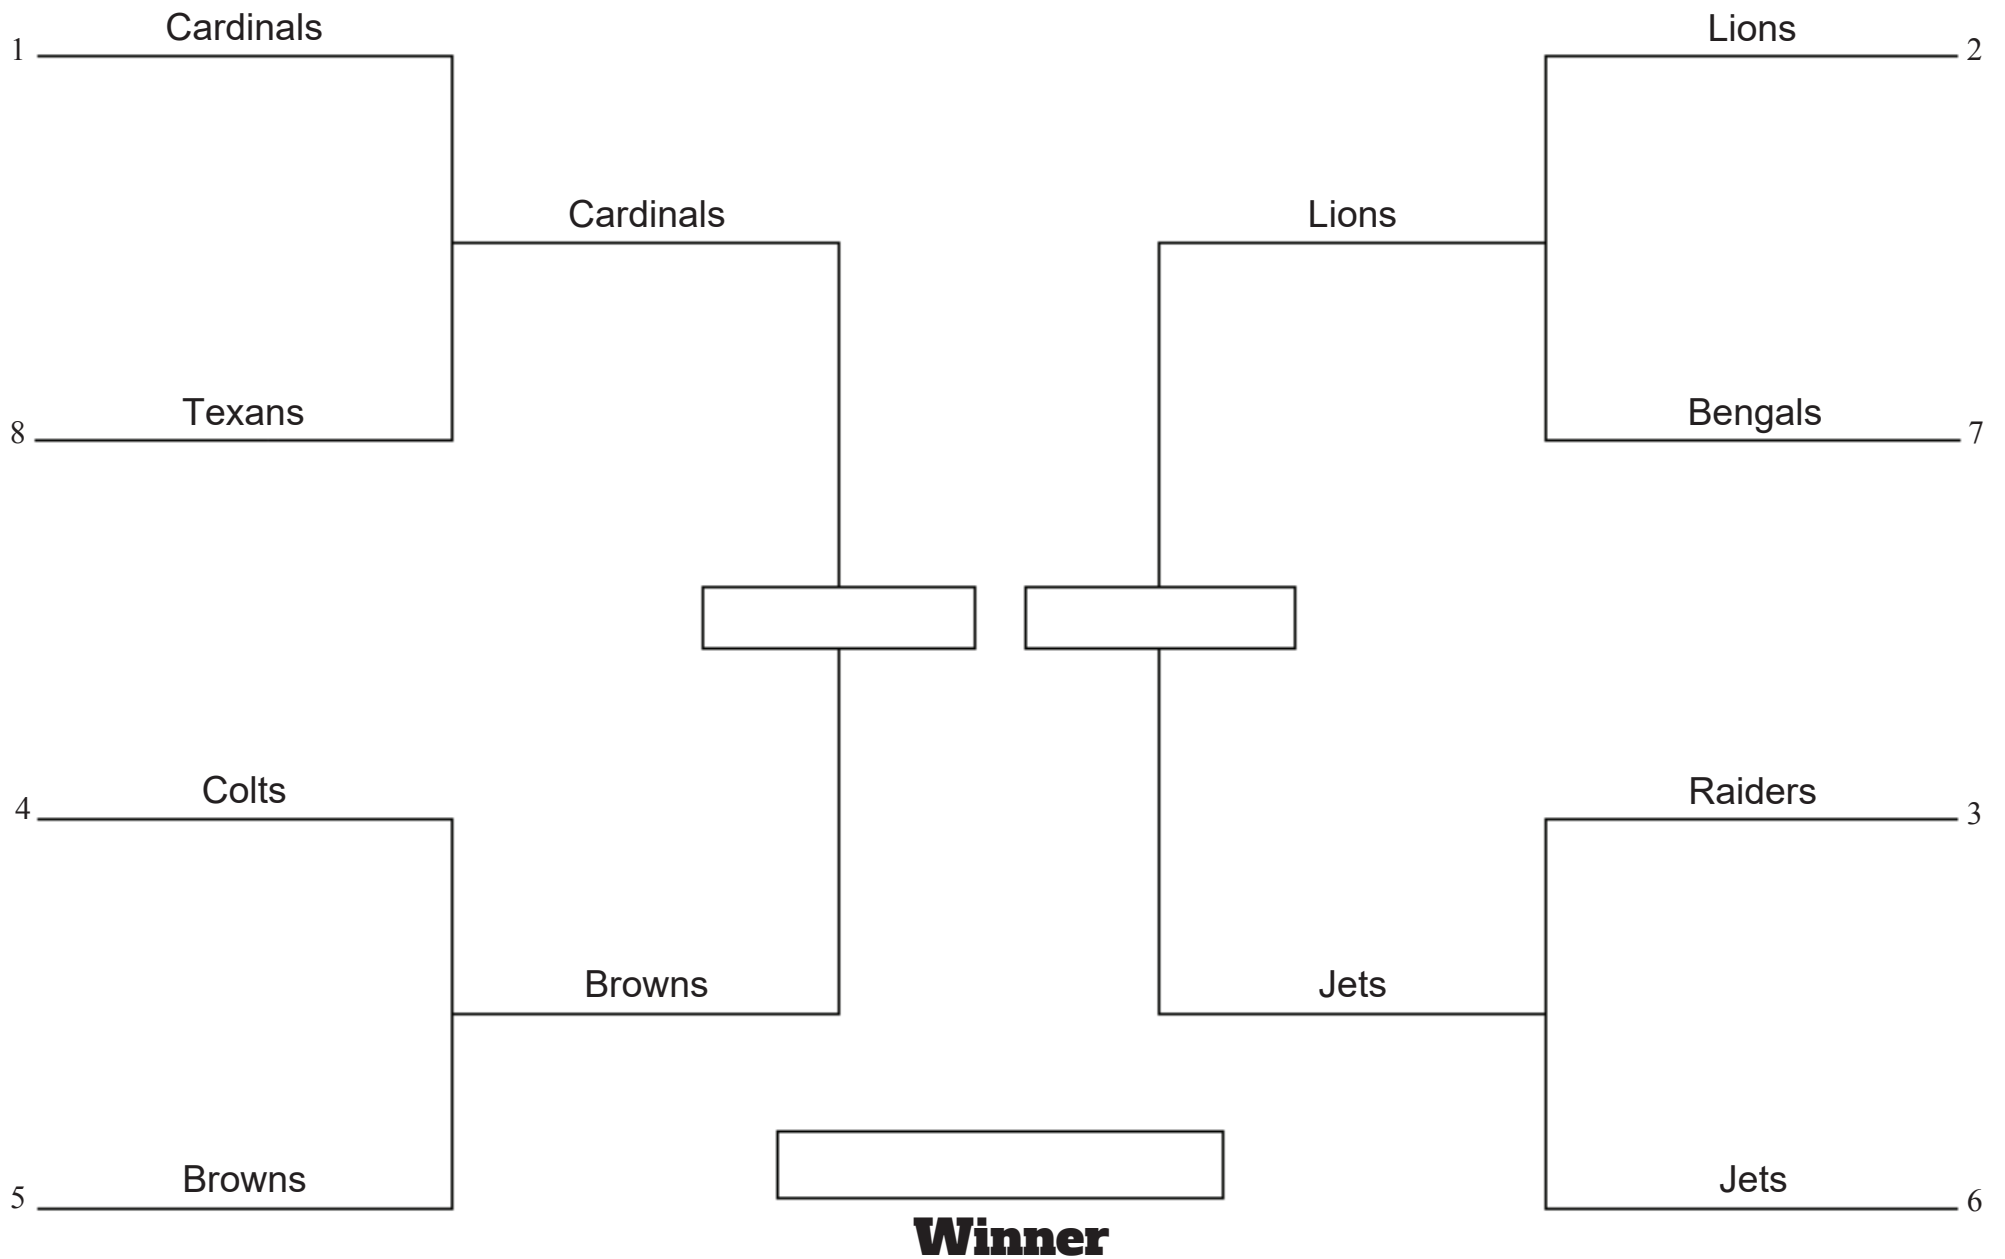 Cardinals
1
Lions
2
Cardinals
Lions
Texans
8
Bengals
7
Colts
4
Raiders
3
Browns
Jets
Browns
5
Jets
6
Winner